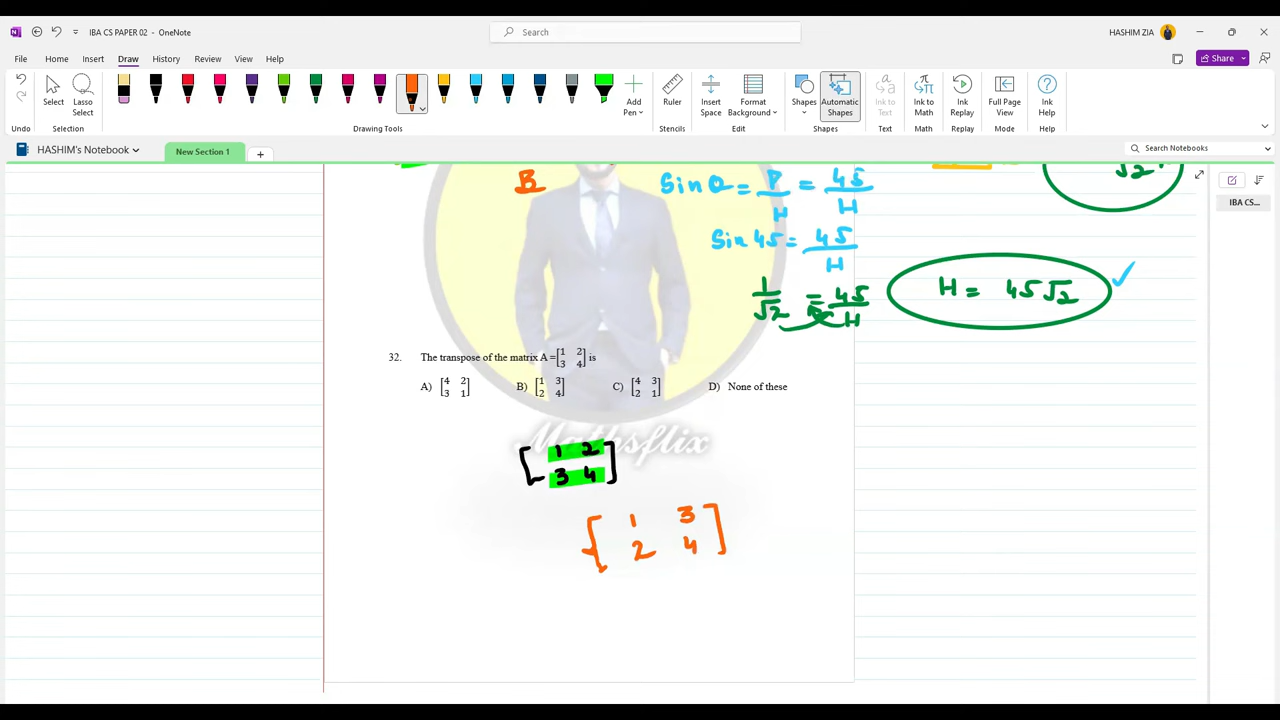 IBA CS PAPER 02 - OneNote
Search
HASHIM ZIA
File Home Insert Draw History Review View Help
Share
Select
Lasso Select
Add Pen
Ruler
Insert Space
Format Background
Shapes
Automatic Shapes
Ink to Text
Ink to Math
Ink Replay
Full Page View
Ink Help
Undo Selection Drawing Tools Stencils Edit Shapes Text Math Replay Mode Help
HASHIM's Notebook
New Section 1
+
Search Notebooks
IBA CS...
B
Sin θ = P/H = 45/H
√2
Sin 45 = 45/H
1/√2 = 45/H
H = 45√2 ✓
32. The transpose of the matrix A = [1 2
3 4] is
A) [4 2
3 1] B) [1 3
2 4] C) [4 3
2 1] D) None of these
Mathsflix
[1 2
3 4]
[1 3
2 4]